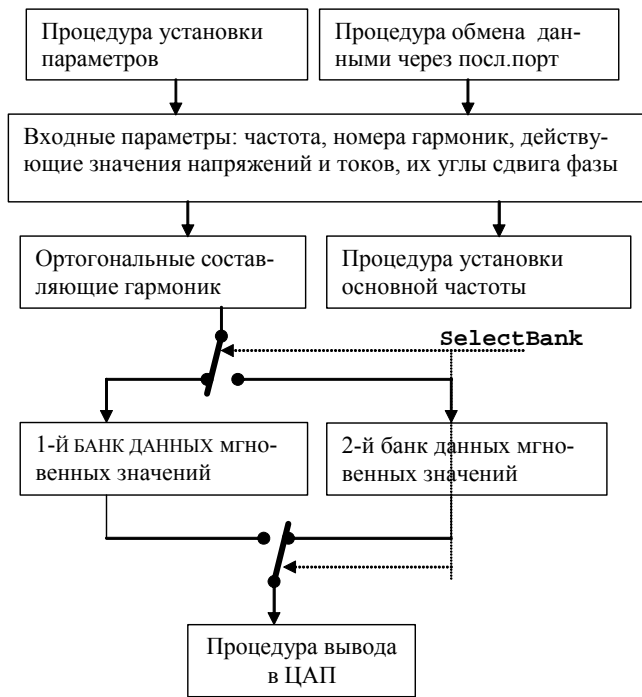 Процедура установки
параметров
Процедура обмена дан-
ными через посл.порт
Входные параметры: частота, номера гармоник, действу-
ющие значения напряжений и токов, их углы сдвига фазы
Ортогональные состав-
ляющие гармоник
Процедура установки
основной частоты
SelectBank
1-Й БАНК ДАННЫХ мгно-
венных значений
2-й банк данных мгно-
венных значений
Процедура вывода
в ЦАП